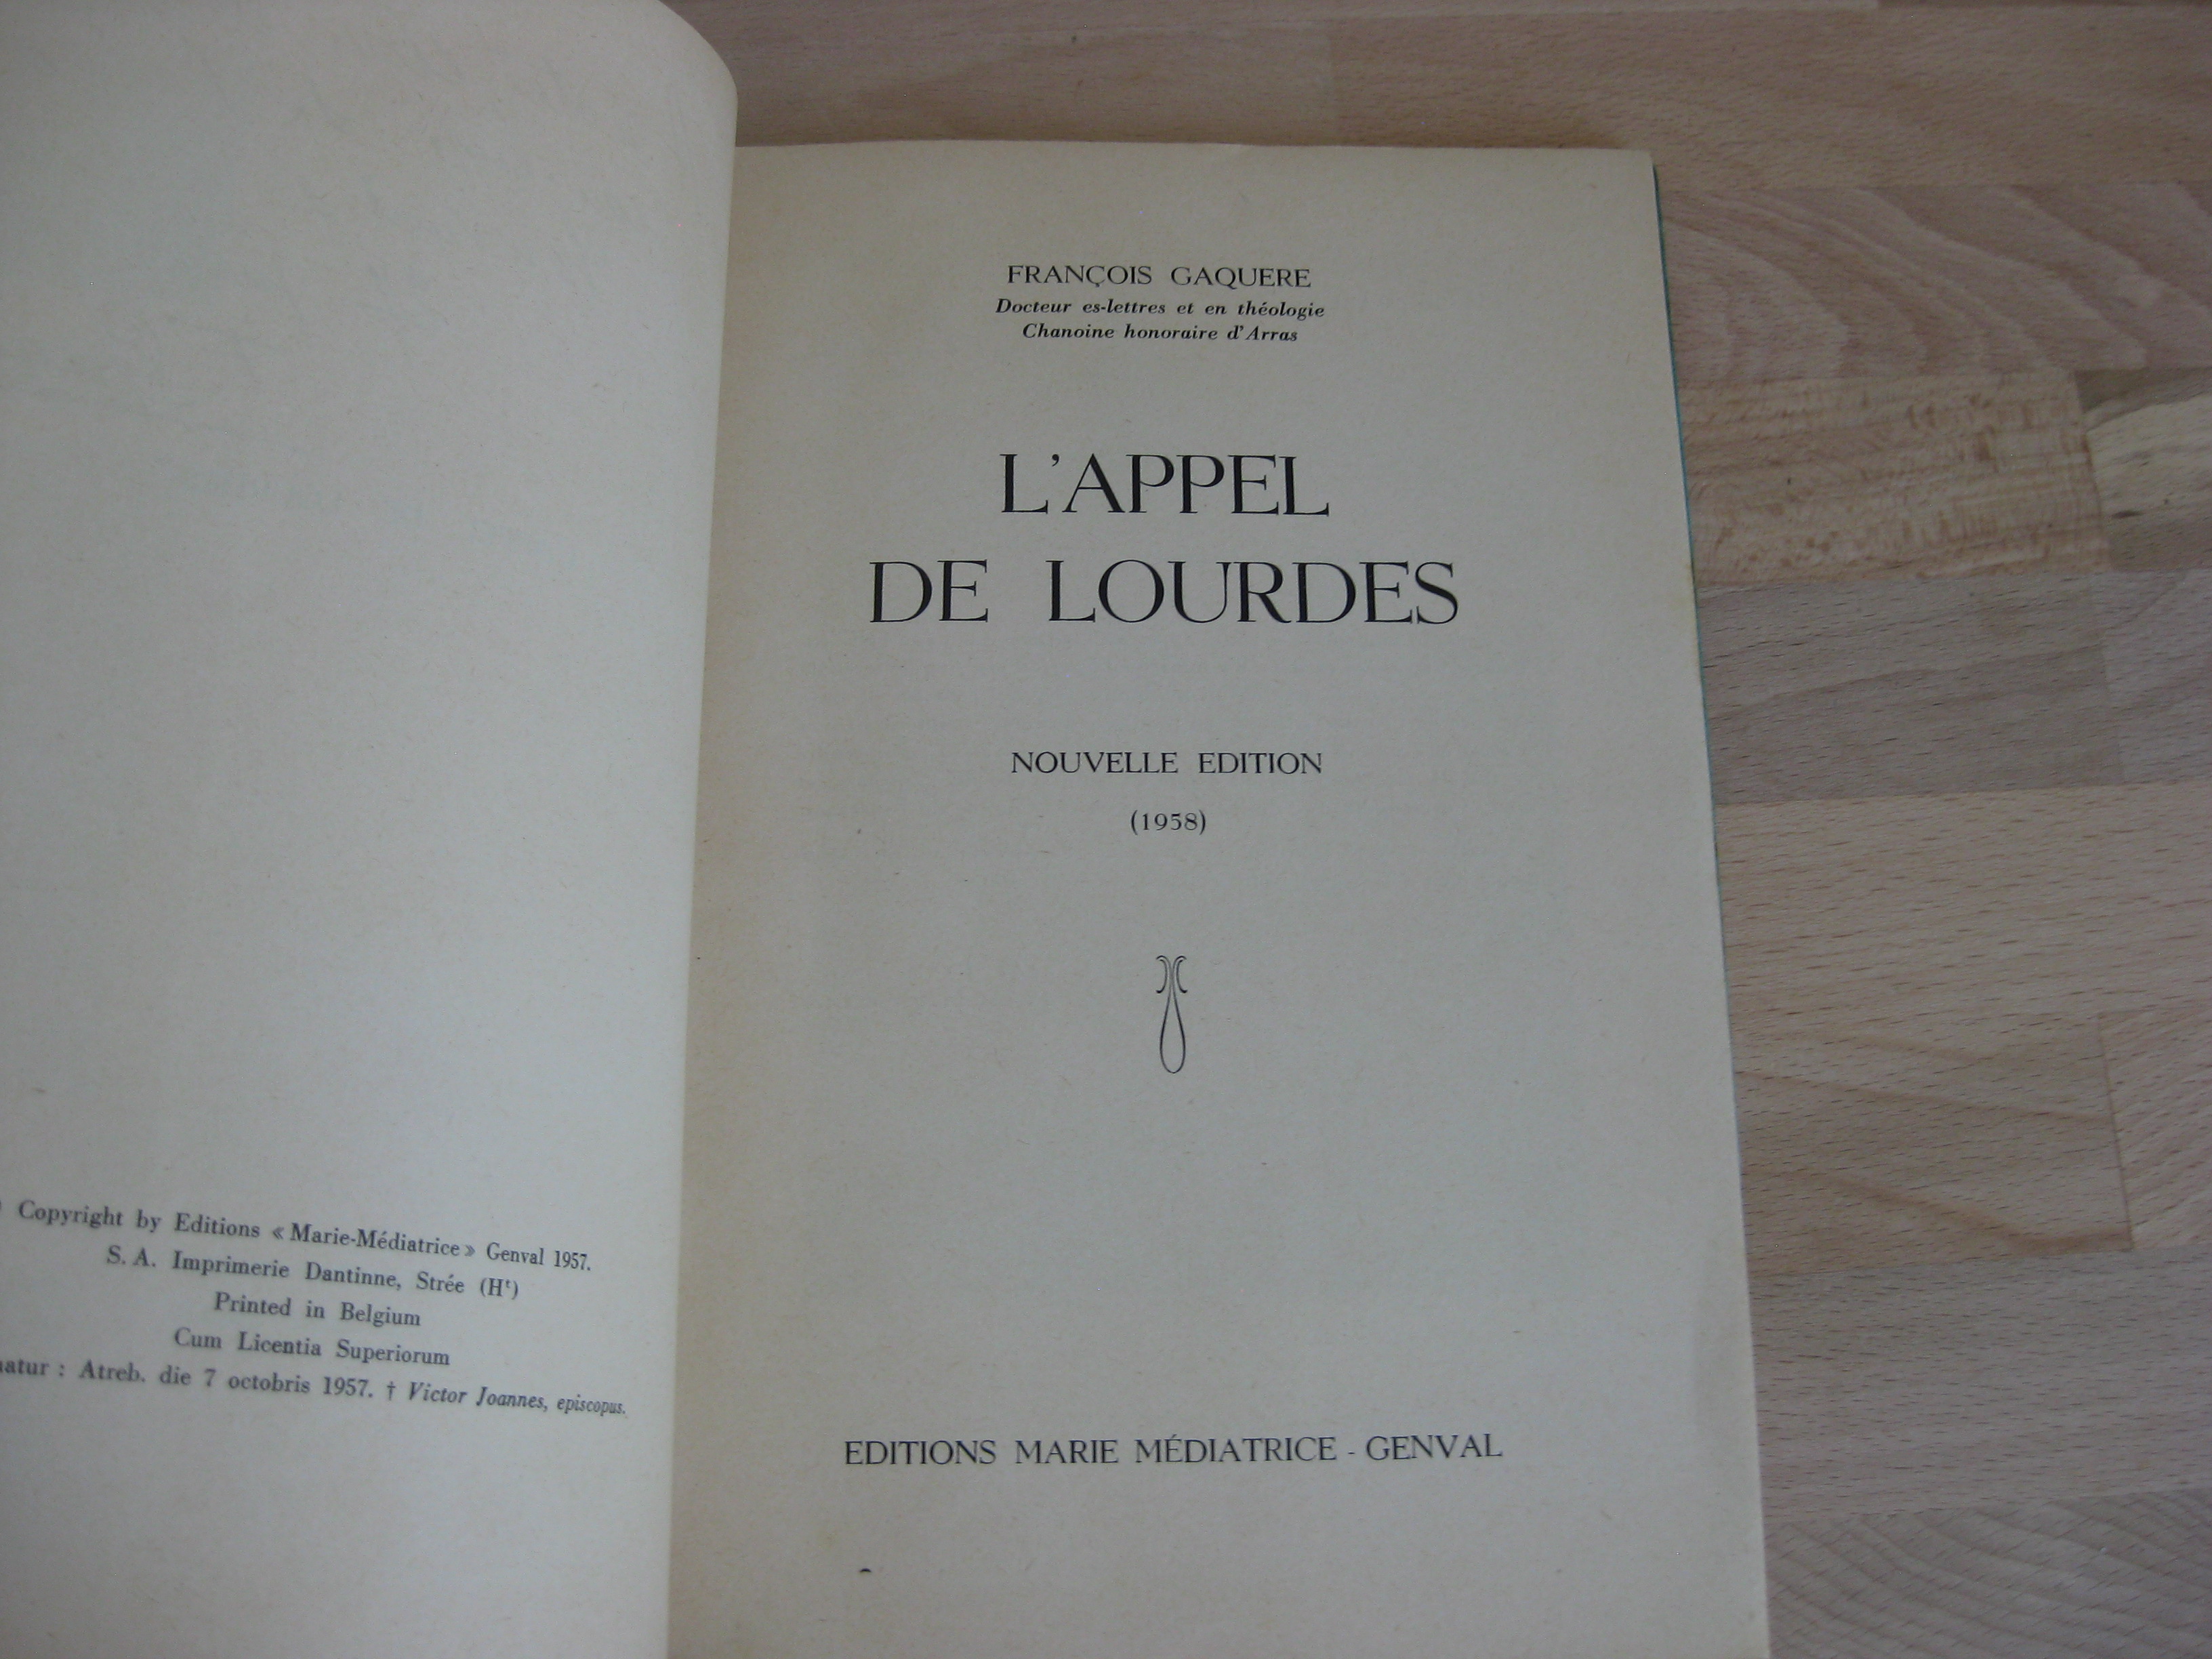 Copyright by Editions « Marie-Médiatrice » Genval 1957.
S. A. Imprimerie Dantinne, Strée (Hᵗ)
Printed in Belgium
Cum Licentia Superiorum
: Atreb. die 7 octobris 1957. † Victor Joannes, episcopus.
FRANÇOIS GAQUERE
Docteur es-lettres et en théologie
Chanoine honoraire d'Arras
L'APPEL
DE LOURDES
NOUVELLE EDITION
(1958)
EDITIONS MARIE MÉDIATRICE - GENVAL